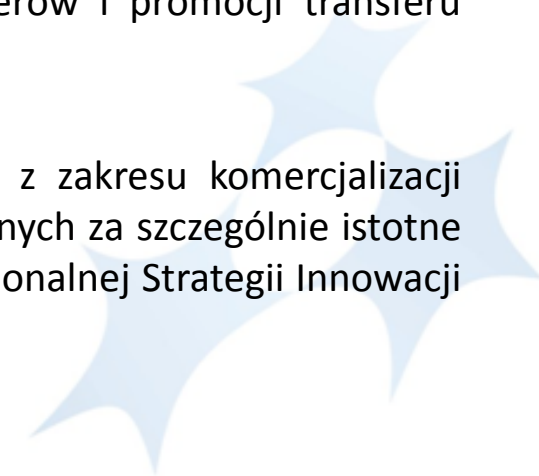 erów i promocji transferu
z zakresu komercjalizacji
nych za szczególnie istotne
onalnej Strategii Innowacji